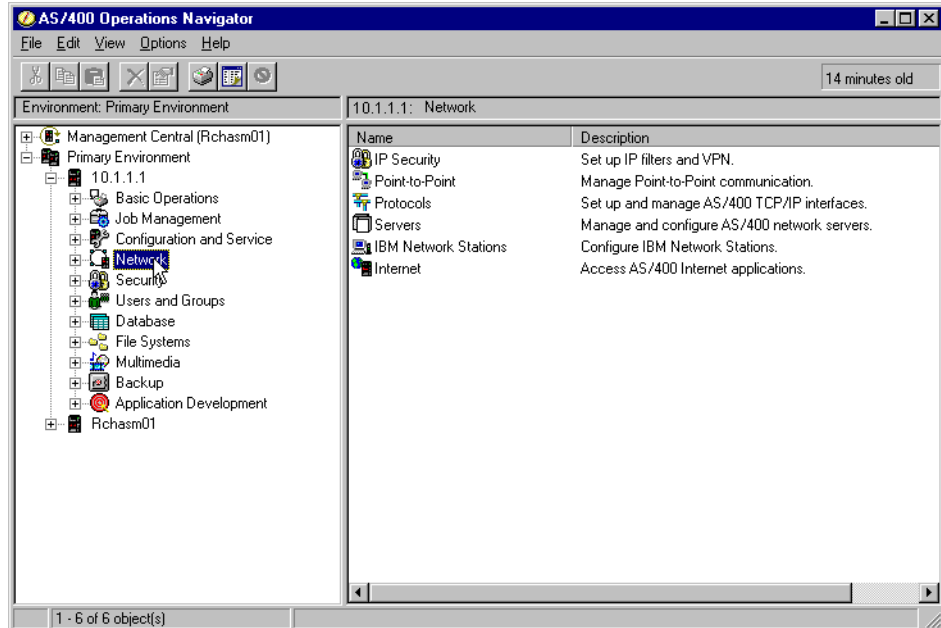 AS/400 Operations Navigator
File Edit View Options Help
14 minutes old
Environment: Primary Environment
10.1.1.1: Network
Management Central (Rchasm01)
Primary Environment
10.1.1.1
Basic Operations
Job Management
Configuration and Service
Network
Security
Users and Groups
Database
File Systems
Multimedia
Backup
Application Development
Rchasm01
Name Description
IP Security Set up IP filters and VPN.
Point-to-Point Manage Point-to-Point communication.
Protocols Set up and manage AS/400 TCP/IP interfaces.
Servers Manage and configure AS/400 network servers.
IBM Network Stations Configure IBM Network Stations.
Internet Access AS/400 Internet applications.
1 - 6 of 6 object(s)